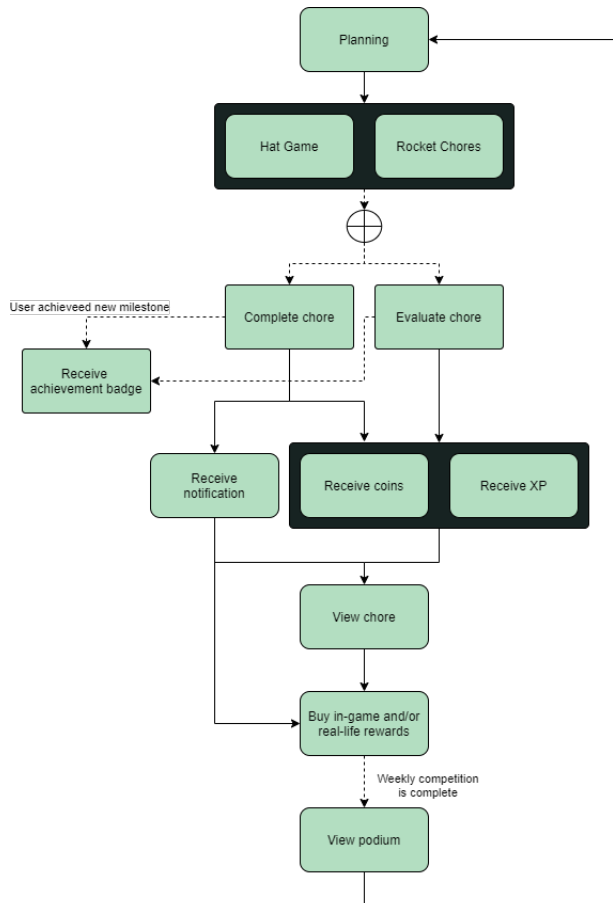 Planning
Hat Game
Rocket Chores
User achieveed new milestone
Complete chore
Evaluate chore
Receive
achievement badge
Receive
notification
Receive coins
Receive XP
View chore
Buy in-game and/or
real-life rewards
Weekly competition
is complete
View podium